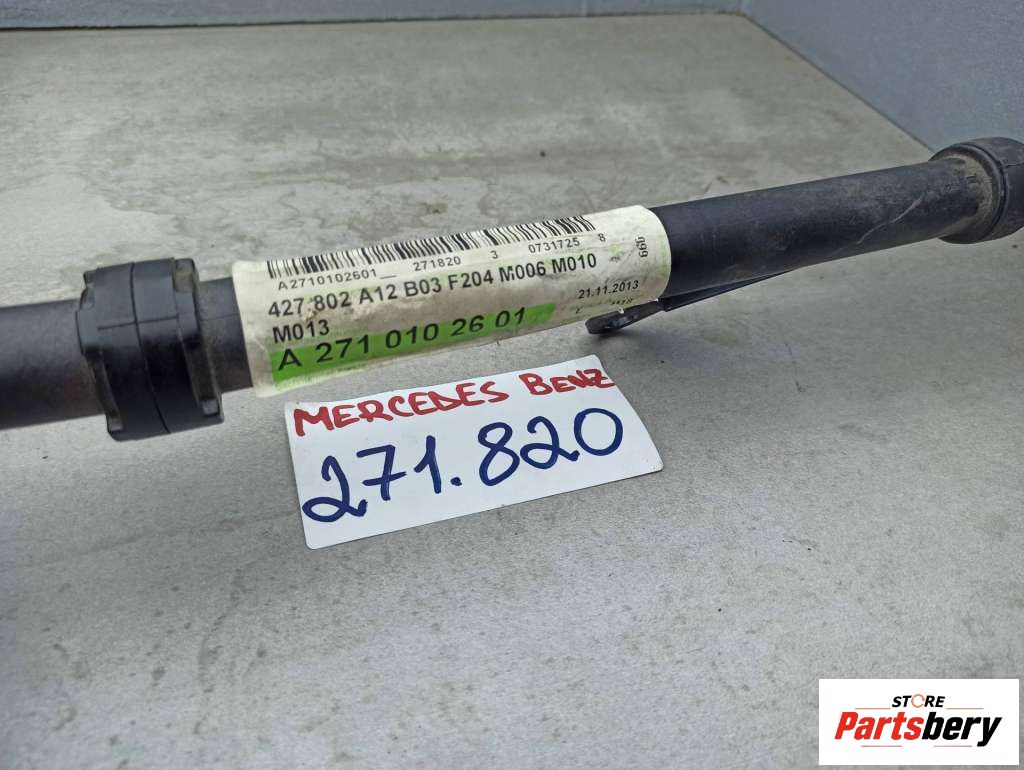 A2710102601 271820 3 0731725 8
427.802 A12 B03 F204 M006 M010
M013
21.11.2013
A 271 010 26 01
660
MERCEDES BENZ
271.820
STORE
Partsbery